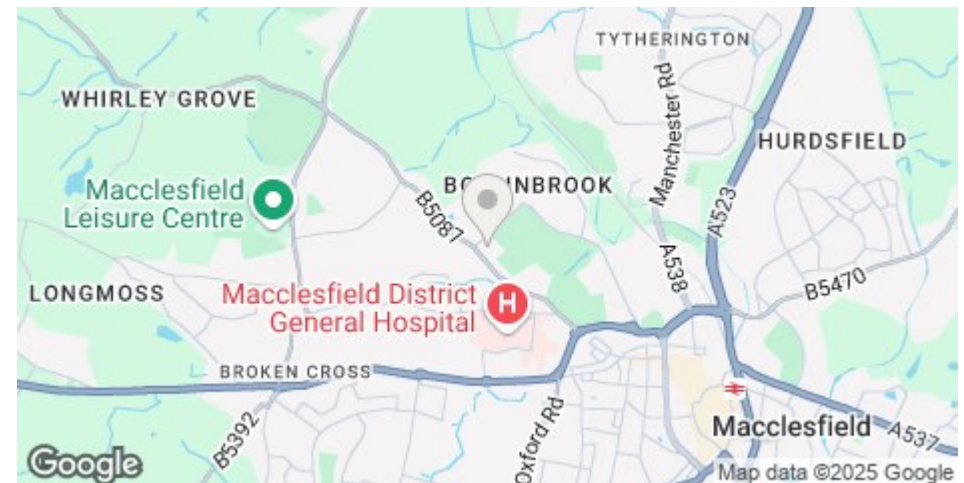 TYTHERINGTON
WHIRLEY GROVE
Manchester Rd
HURDSFIELD
Macclesfield
Leisure Centre
B5087
A523
A538
B5470
LONGMOSS
Macclesfield District
General Hospital
H
BROKEN CROSS
B5392
Oxford Rd
Macclesfield
A537
Google
Map data ©2025 Google